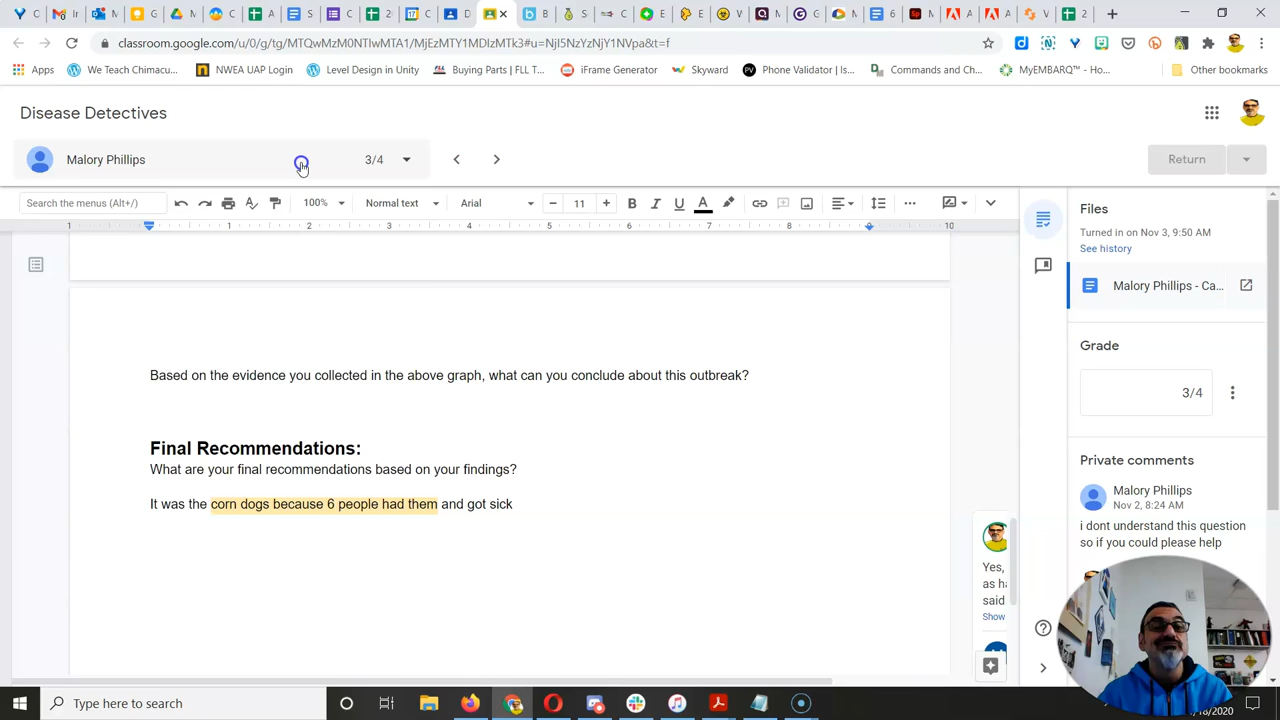 classroom.google.com/u/0/g/tg/MTQwMzM0NTIwMTA1/MjEzMTY1MDIzMTk3#u=NjI5NzYzNjY1NVpa&t=f
Apps
We Teach Chimacu...
NWEA UAP Login
Level Design in Unity
Buying Parts | FLL T...
iFrame Generator
Skyward
Phone Validator | Is...
Commands and Ch...
MyEMBARQ™ - Ho...
Other bookmarks
Disease Detectives
Malory Phillips
3/4
Return
Search the menus (Alt+/)
100%
Normal text
Arial
11
Files
Turned in on Nov 3, 9:50 AM
See history
Malory Phillips - Ca...
Grade
3/4
Private comments
Malory Phillips
Nov 2, 8:24 AM
i dont understand this question
so if you could please help
Based on the evidence you collected in the above graph, what can you conclude about this outbreak?
Final Recommendations:
What are your final recommendations based on your findings?
It was the corn dogs because 6 people had them and got sick
Yes,
as ha
said
Show
Type here to search